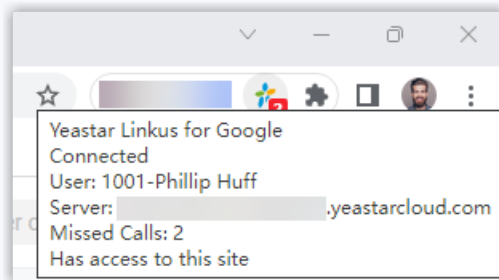 2
Yeastar Linkus for Google
Connected
User: 1001-Phillip Huff
Server: .yeastarcloud.com
Missed Calls: 2
Has access to this site